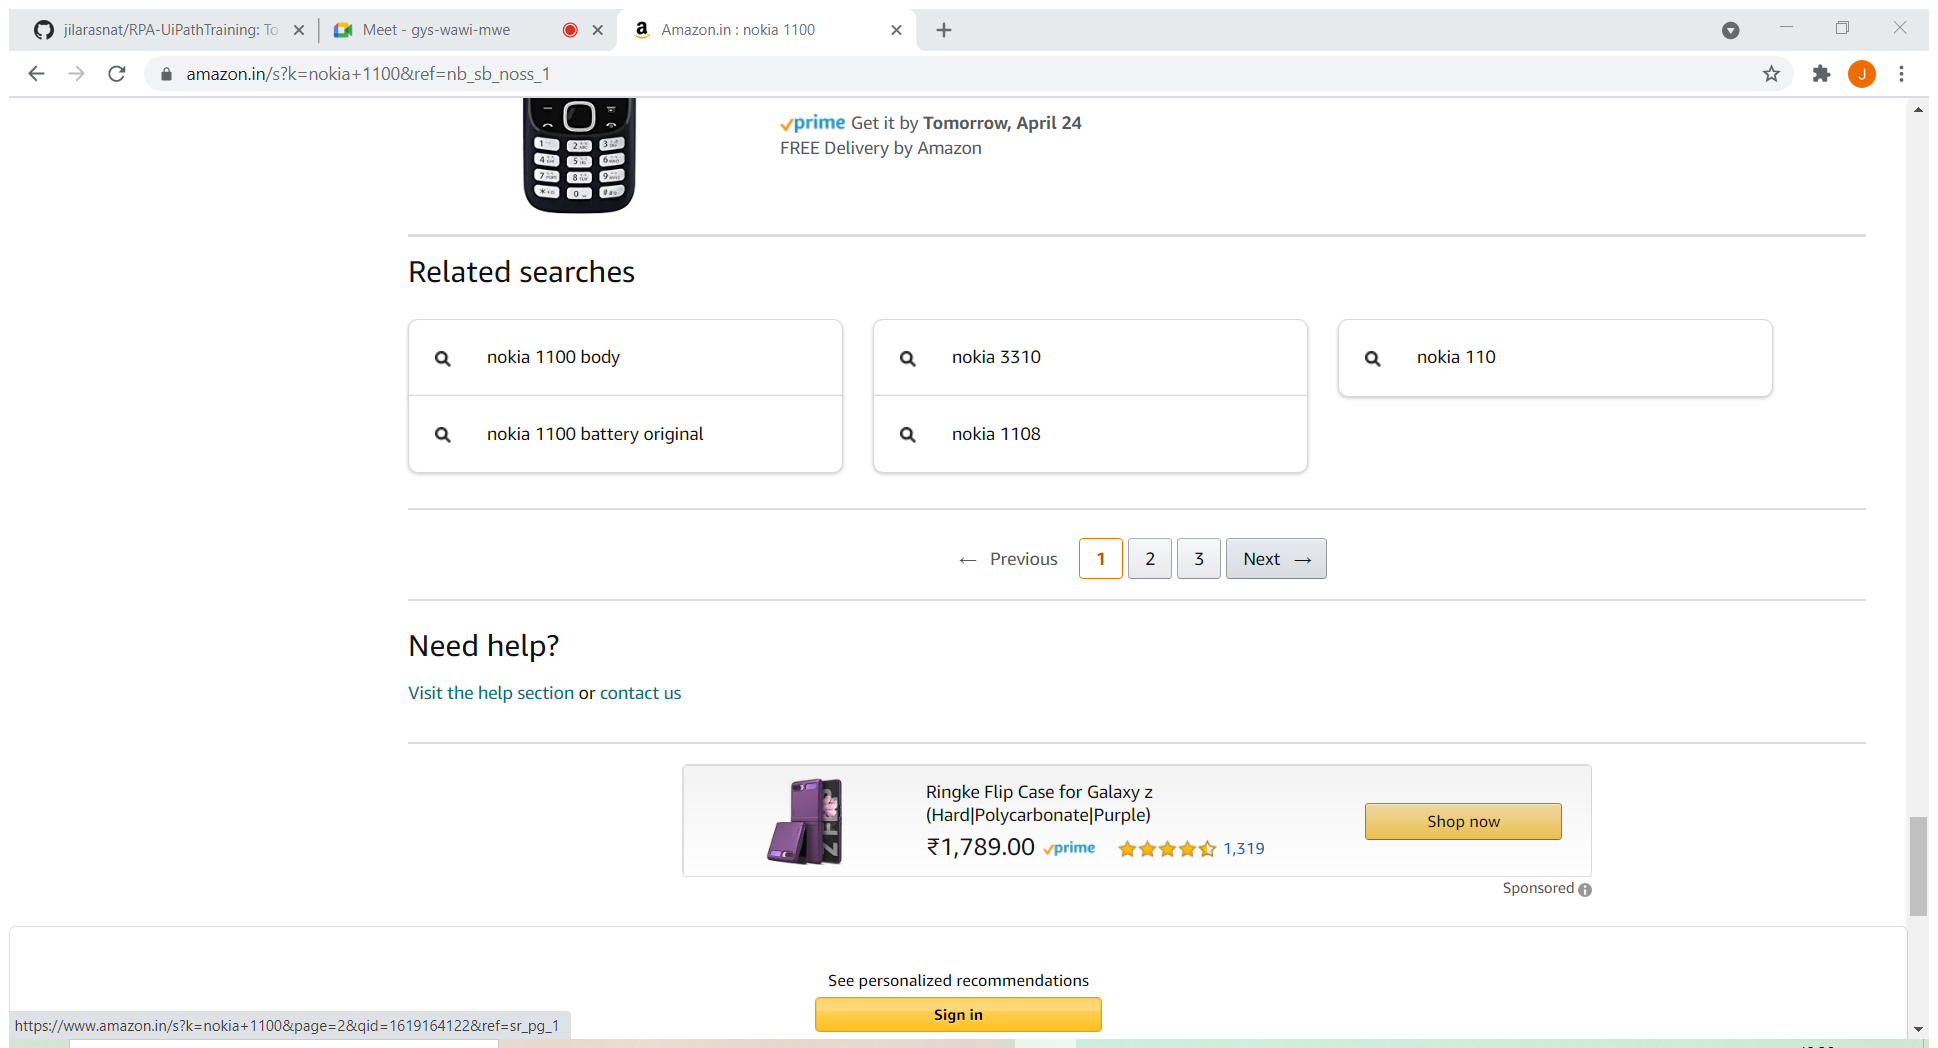 jilarasnat/RPA-UiPathTraining: To
Meet - gys-wawi-mwe
Amazon.in : nokia 1100
amazon.in/s?k=nokia+1100&ref=nb_sb_noss_1
J
prime Get it by Tomorrow, April 24
FREE Delivery by Amazon
Related searches
nokia 1100 body
nokia 3310
nokia 110
nokia 1100 battery original
nokia 1108
← Previous 1 2 3 Next →
Need help?
Visit the help section or contact us
Ringke Flip Case for Galaxy z
(Hard|Polycarbonate|Purple)
₹1,789.00 prime 1,319
Shop now
Sponsored
See personalized recommendations
Sign in
https://www.amazon.in/s?k=nokia+1100&page=2&qid=1619164122&ref=sr_pg_1